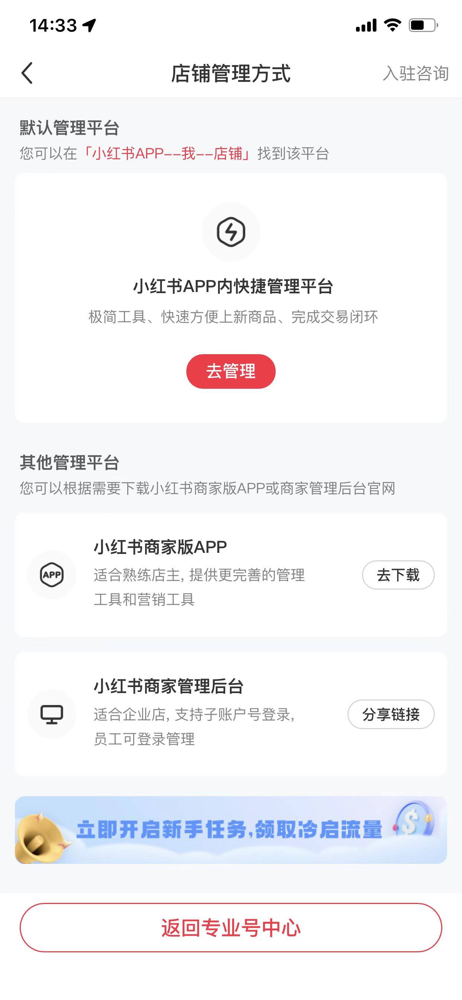 14:33
店铺管理方式
入驻咨询
默认管理平台
您可以在「小红书APP--我--店铺」找到该平台
小红书APP内快捷管理平台
极简工具、快速方便上新商品、完成交易闭环
去管理
其他管理平台
您可以根据需要下载小红书商家版APP或商家管理后台官网
APP
小红书商家版APP
适合熟练店主, 提供更完善的管理
工具和营销工具
去下载
小红书商家管理后台
适合企业店, 支持子账户号登录,
员工可登录管理
分享链接
立即开启新手任务,领取冷启流量
$
返回专业号中心